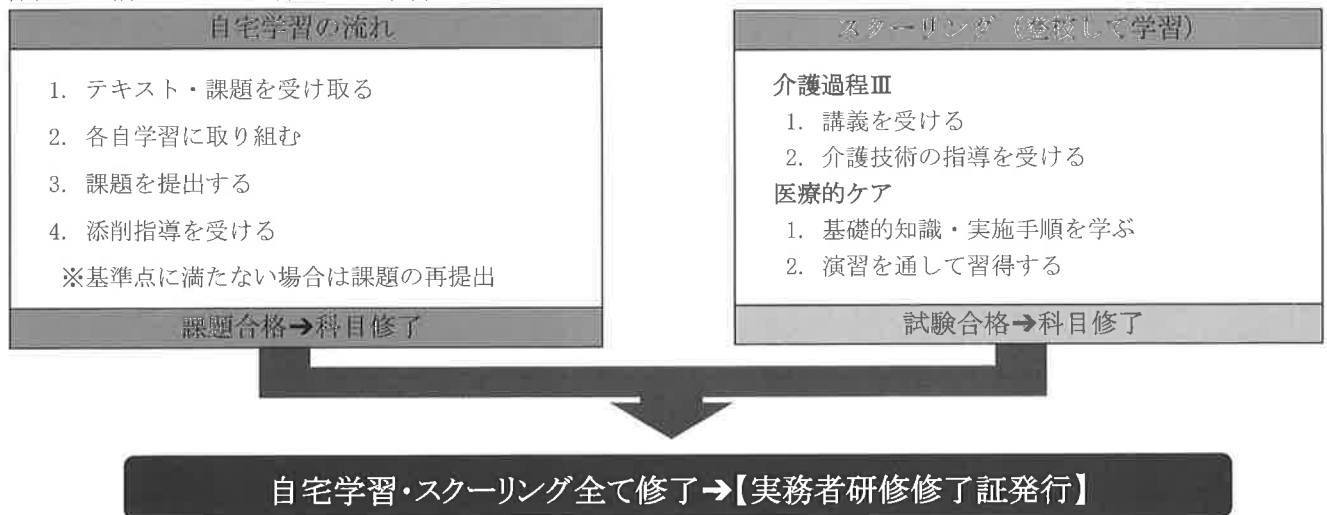 自宅学習の流れ
1. テキスト・課題を受け取る
2. 各自学習に取り組む
3. 課題を提出する
4. 添削指導を受ける
※基準点に満たない場合は課題の再提出
課題合格→科目修了
スクーリング（登校して学習）
介護過程Ⅲ
1. 講義を受ける
2. 介護技術の指導を受ける
医療的ケア
1. 基礎的知識・実施手順を学ぶ
2. 演習を通して習得する
試験合格→科目修了
自宅学習・スクーリング全て修了→【実務者研修修了証発行】